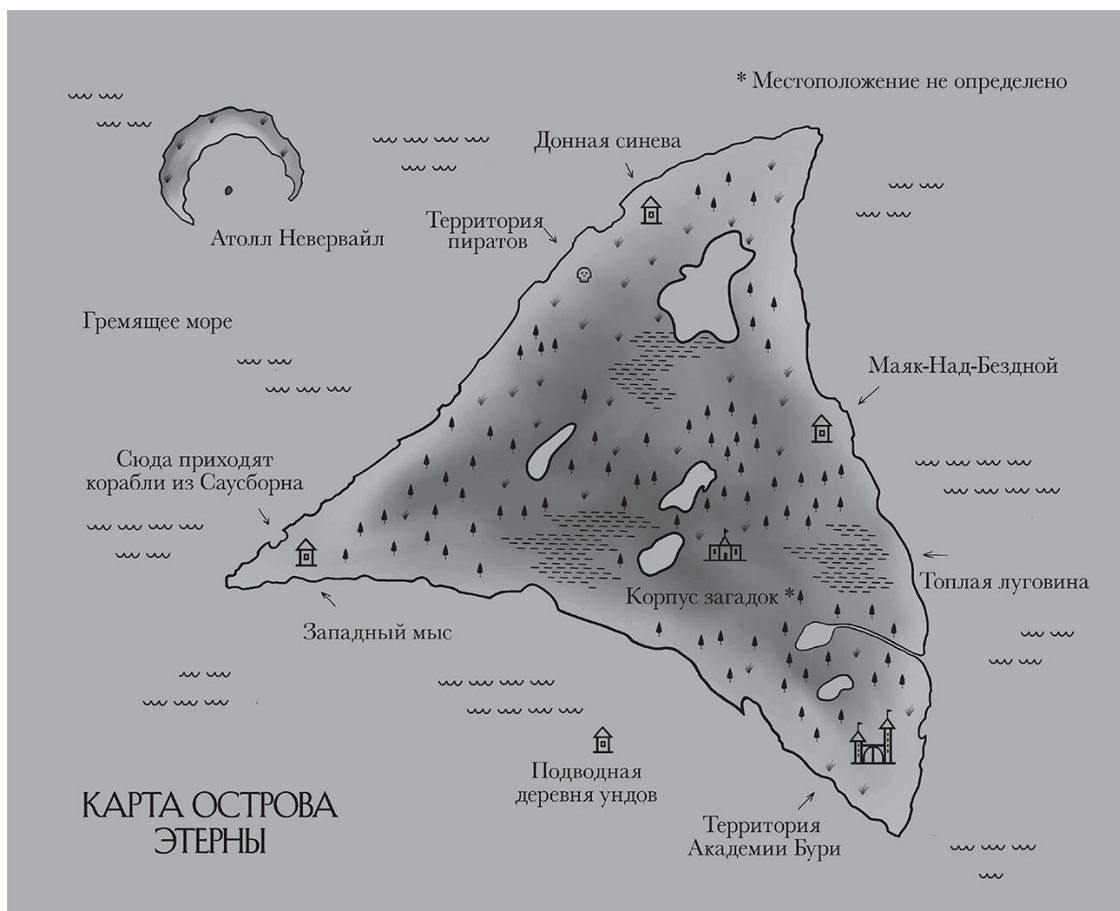 * Местоположение не определено
Донная синева
Территория
пиратов
Атолл Невервайл
Гремящее море
Маяк-Над-Бездной
Сюда приходят
корабли из Саусборна
Топлая луговина
Корпус загадок *
Западный мыс
Подводная
деревня ундов
КАРТА ОСТРОВА
ЭТЕРНЫ
Территория
Академии Бури